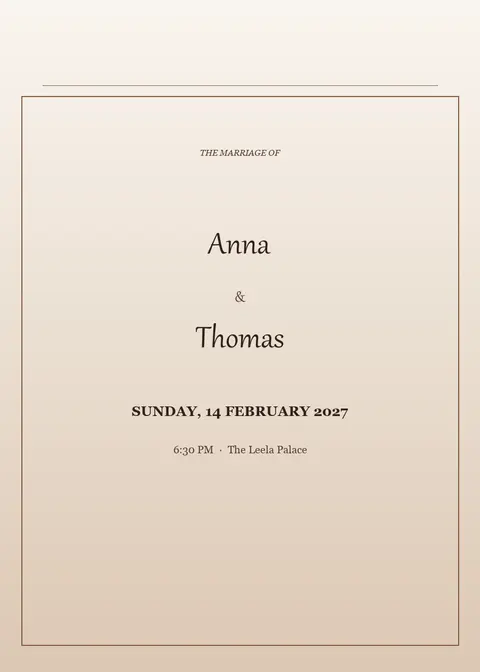 THE MARRIAGE OF
Anna
&
Thomas
SUNDAY, 14 FEBRUARY 2027
6:30 PM · The Leela Palace